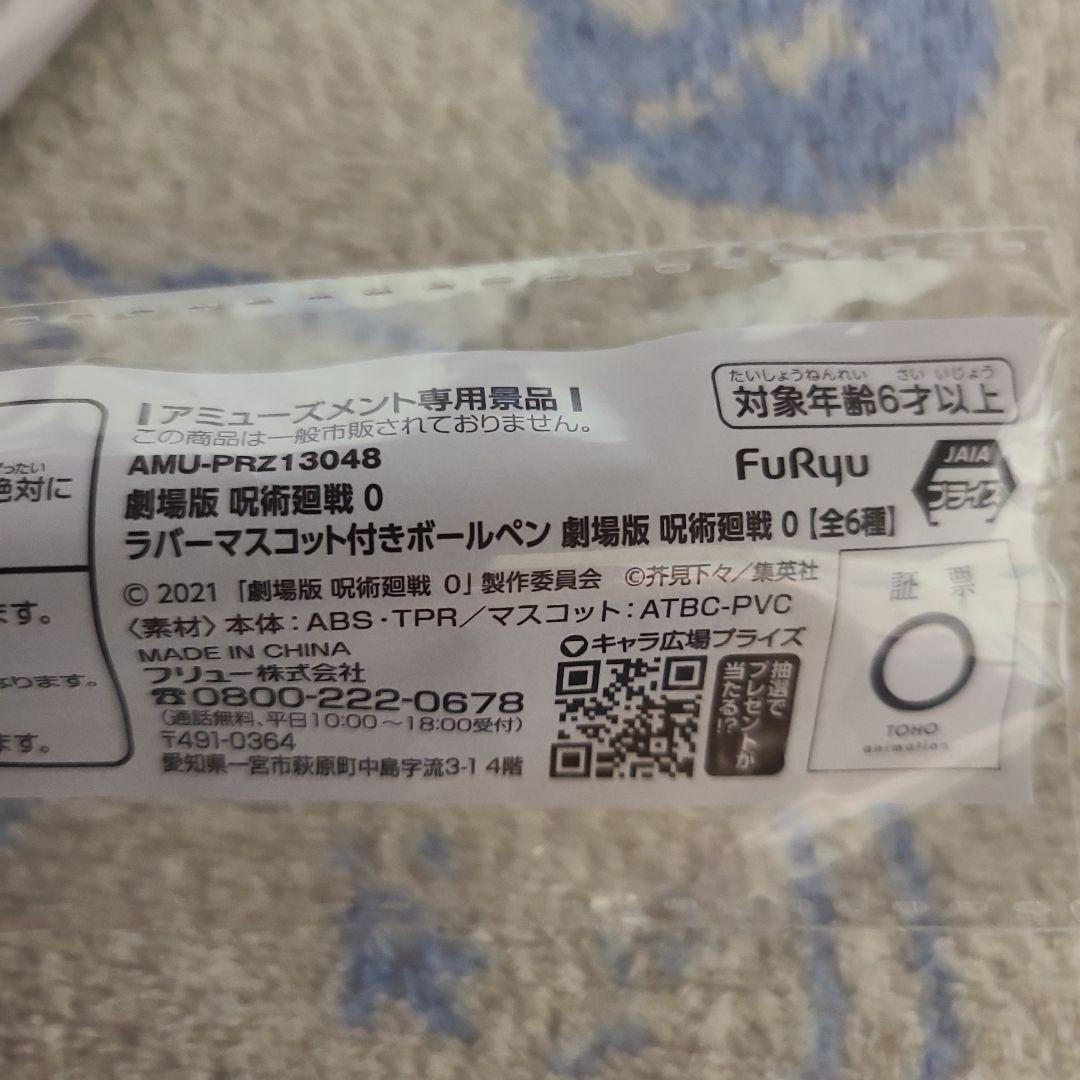 たいしょうねんれい さい いじょう
対象年齢6才以上
アミューズメント専用景品
この商品は一般市販されておりません。
AMU-PRZ13048
FuRyu
JAIA
プライズ
劇場版 呪術廻戦 0
ラバーマスコット付きボールペン 劇場版 呪術廻戦 0【全6種】
© 2021 「劇場版 呪術廻戦 0」製作委員会 ©芥見下々／集英社
〈素材〉本体：ABS・TPR／マスコット：ATBC-PVC
MADE IN CHINA
フリュー株式会社
☎0800-222-0678
（通話無料、平日10:00～18:00受付）
〒491-0364
愛知県一宮市萩原町中島字流3-1 4階
キャラ広場プライズ
抽選で
プレゼントが
当たる!?
証票
TOHO
animation
絶対に
ます。
ります。
ます。